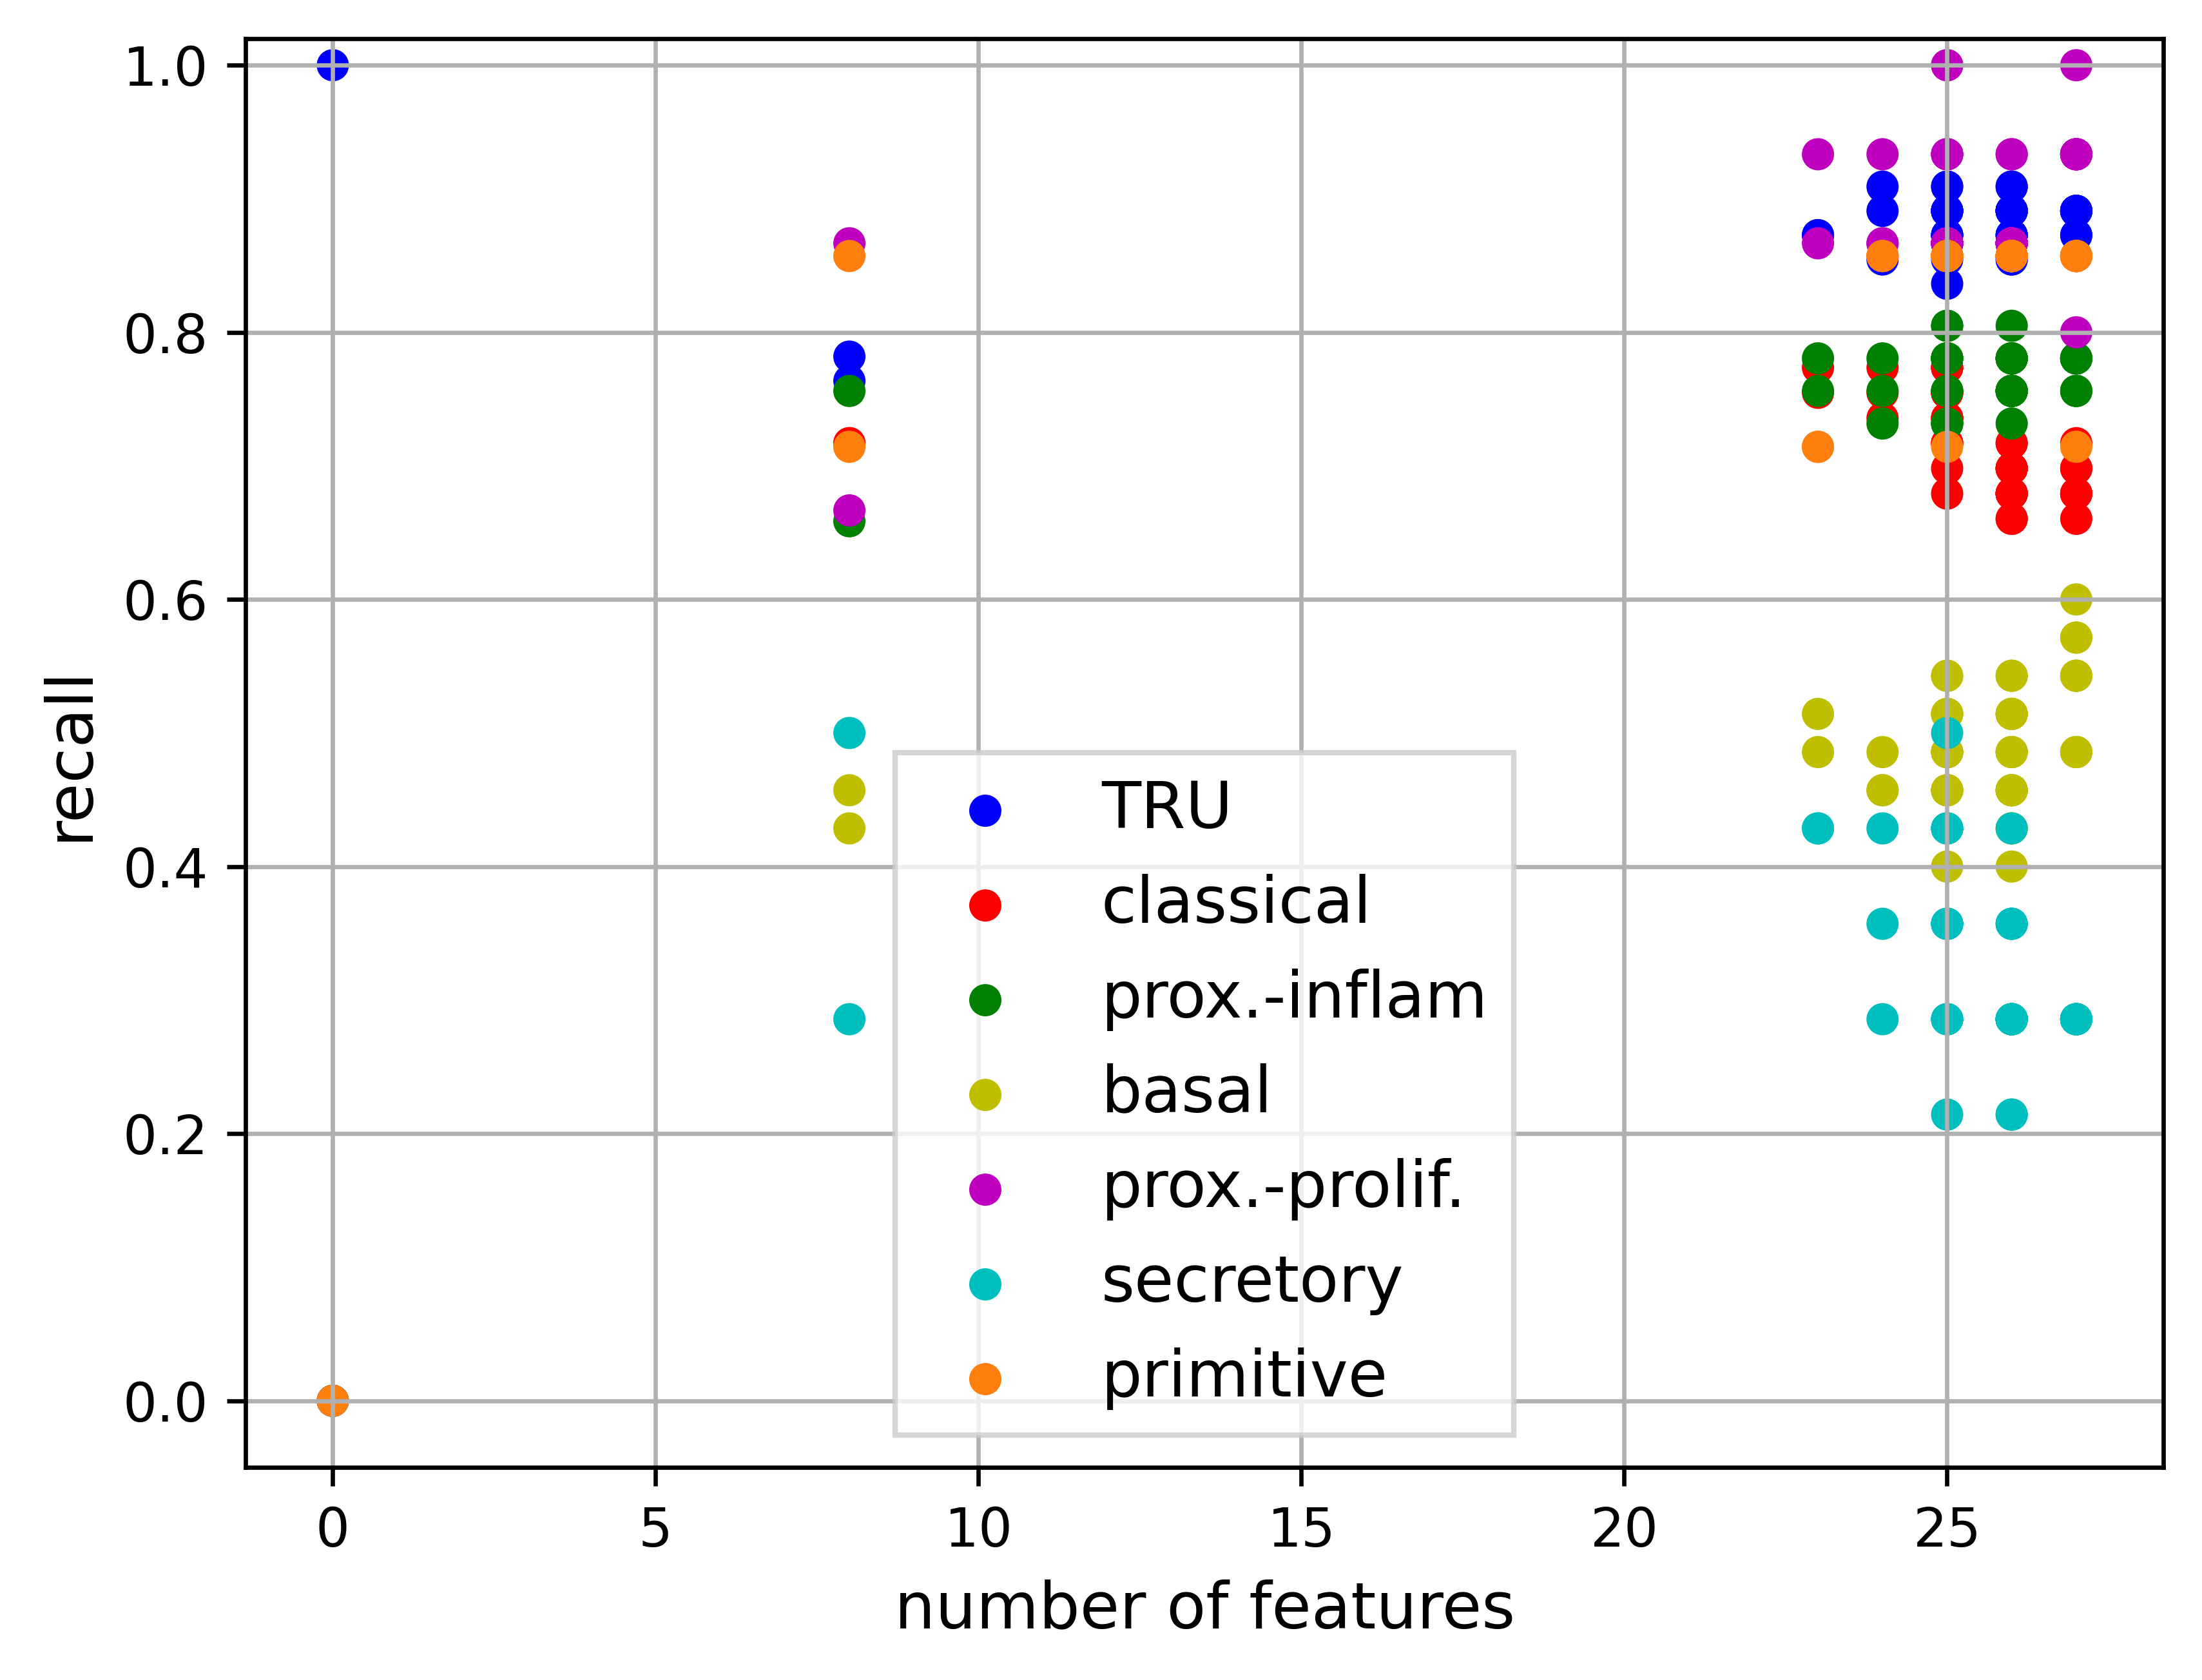 1.0
0.8
0.6
0.4
0.2
0.0
recall
TRU
classical
prox.-inflam
basal
prox.-prolif.
secretory
primitive
0 5 10 15 20 25
number of features